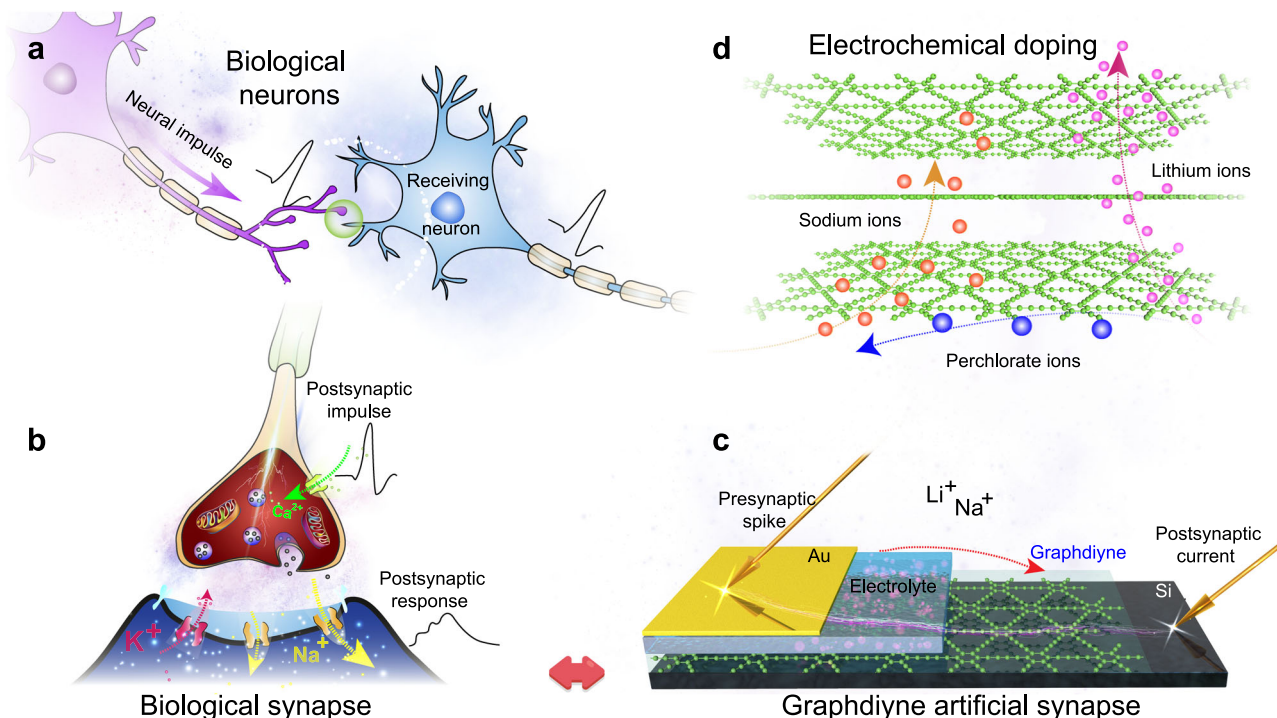 a
Biological
neurons
Neural impulse
Receiving
neuron
d
Electrochemical doping
Lithium ions
Sodium ions
Perchlorate ions
b
Postsynaptic
impulse
Ca2+
Postsynaptic
response
K+
Na+
Biological synapse
c
Presynaptic
spike
Li+
Na+
Postsynaptic
current
Au
Graphdiyne
Electrolyte
Si
Graphdiyne artificial synapse